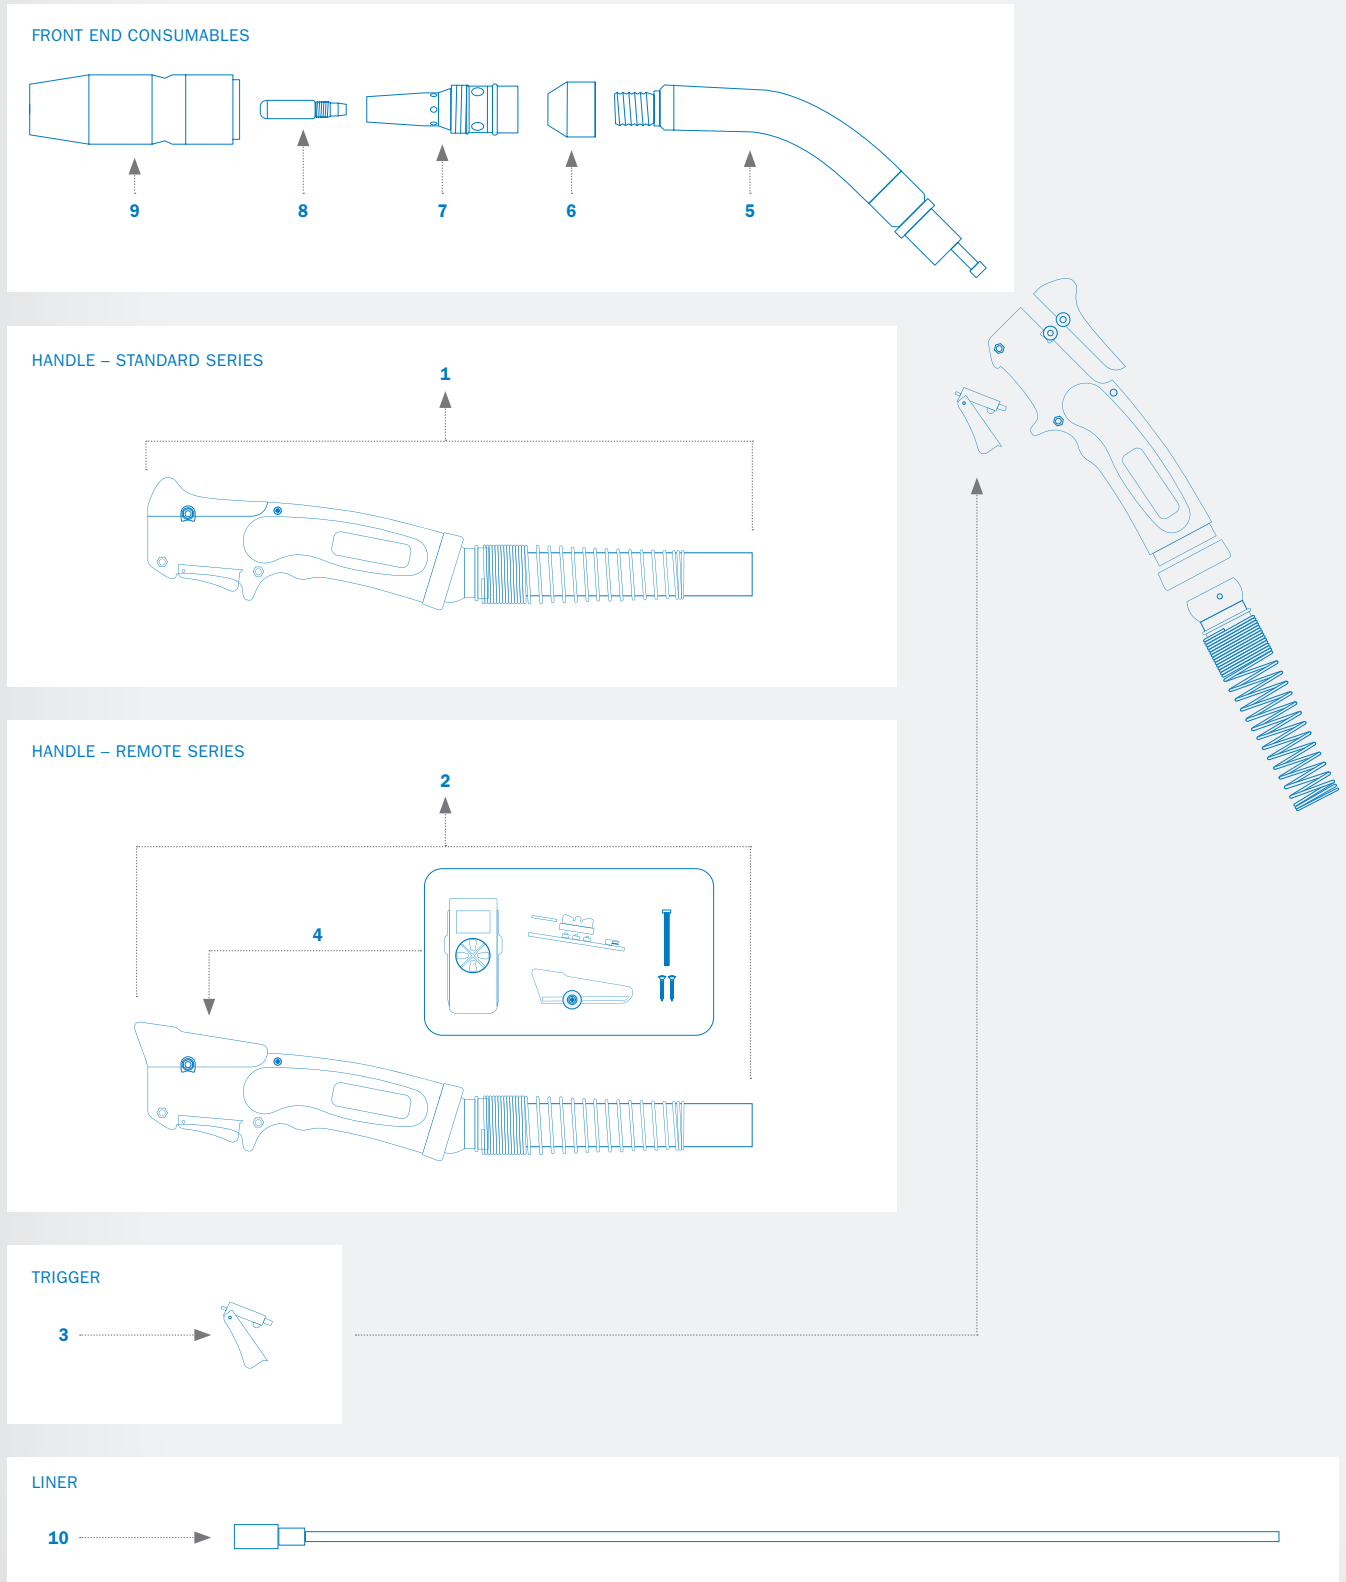 FRONT END CONSUMABLES
9 8 7 6 5
HANDLE – STANDARD SERIES
1
HANDLE – REMOTE SERIES
2
4
TRIGGER
3
LINER
10